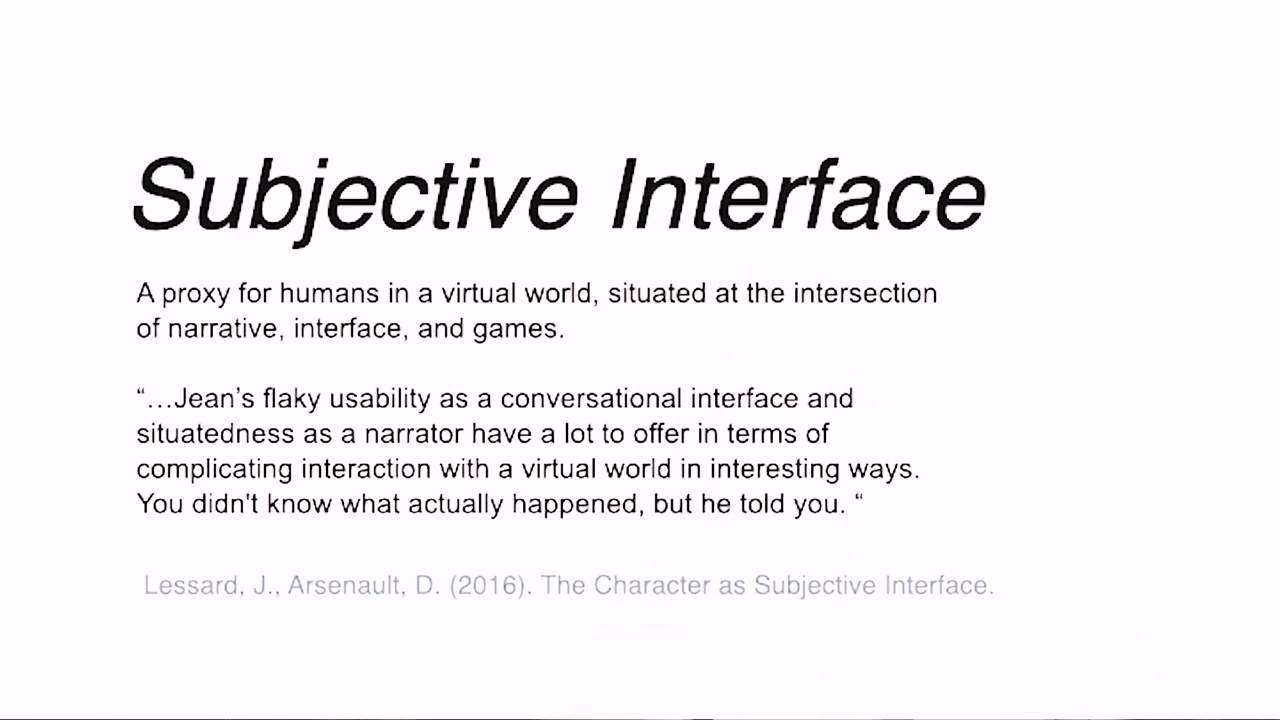 Subjective Interface
A proxy for humans in a virtual world, situated at the intersection
of narrative, interface, and games.
“…Jean’s flaky usability as a conversational interface and
situatedness as a narrator have a lot to offer in terms of
complicating interaction with a virtual world in interesting ways.
You didn't know what actually happened, but he told you. “
Lessard, J., Arsenault, D. (2016). The Character as Subjective Interface.